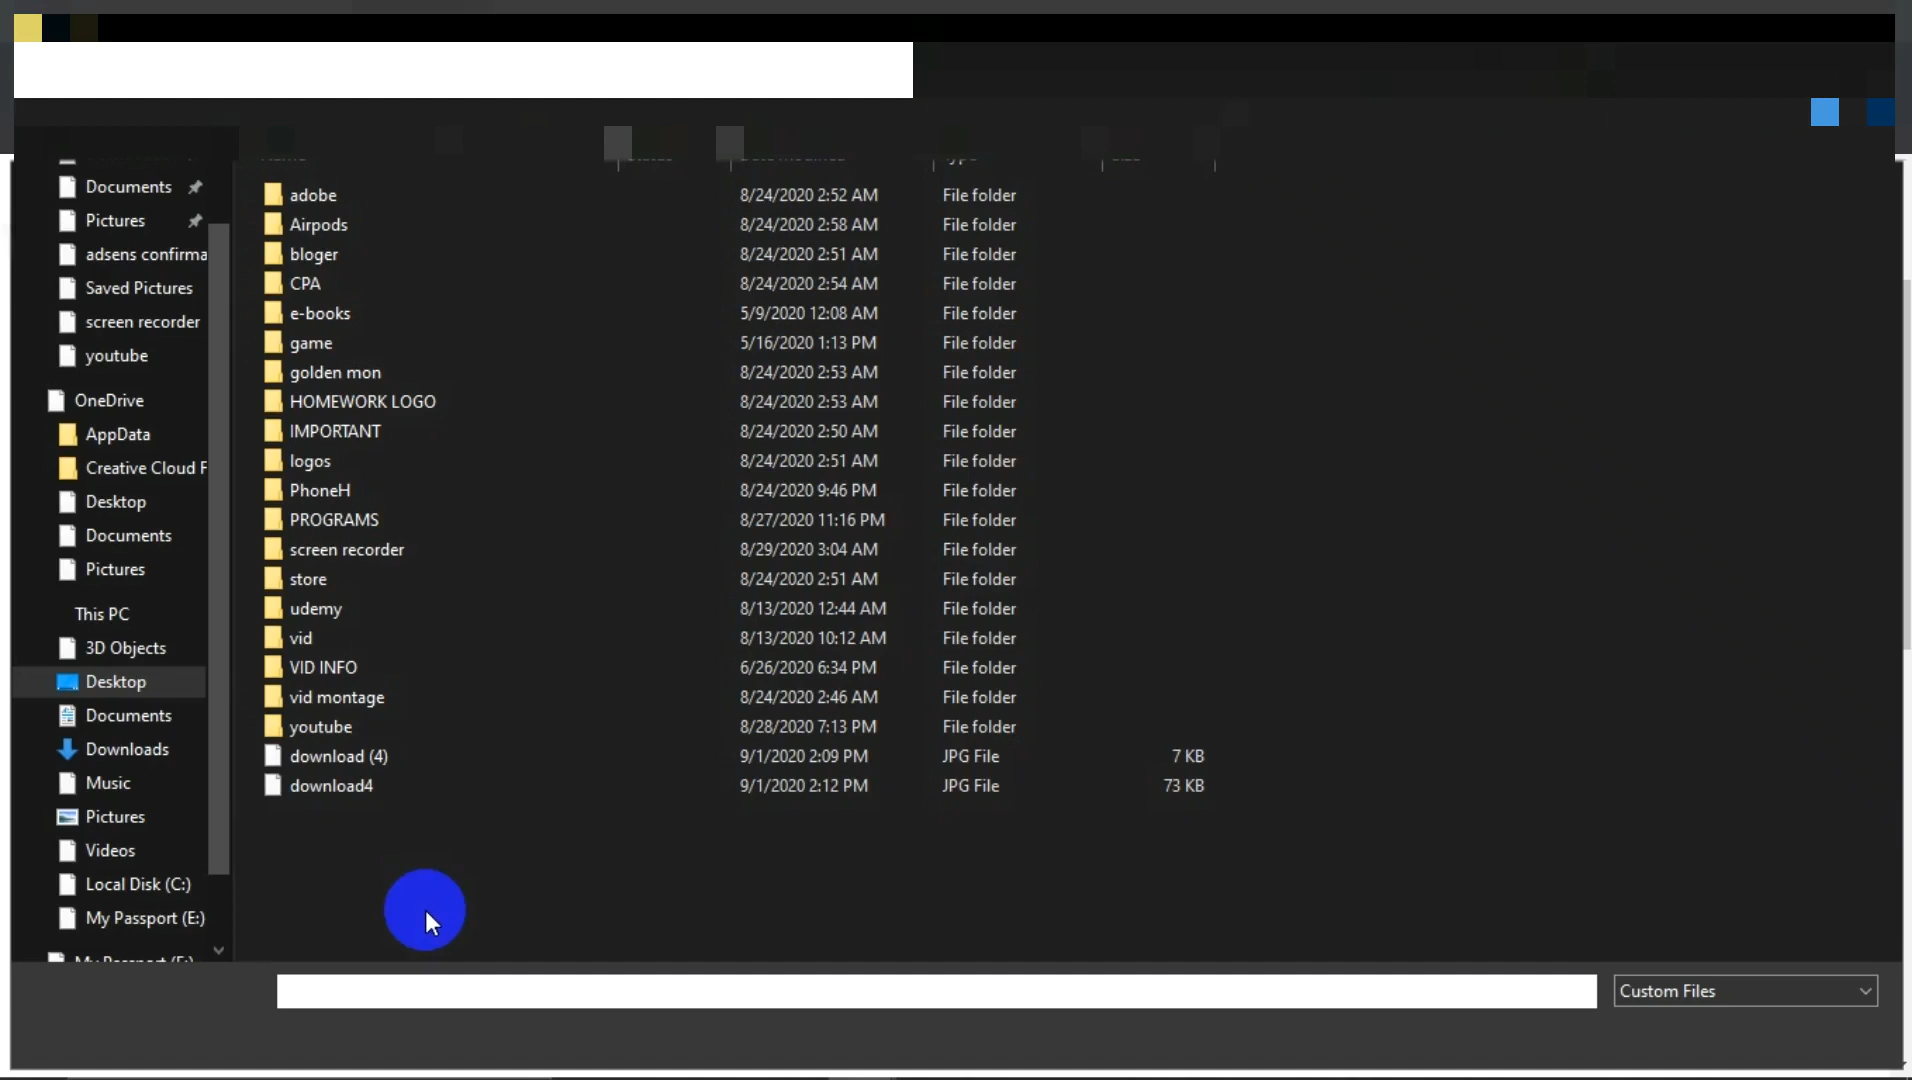 Documents
Pictures
adsens confirma
Saved Pictures
screen recorder
youtube
OneDrive
AppData
Creative Cloud F
Desktop
Documents
Pictures
This PC
3D Objects
Desktop
Documents
Downloads
Music
Pictures
Videos
Local Disk (C:)
My Passport (E:)
adobe 8/24/2020 2:52 AM File folder
Airpods 8/24/2020 2:58 AM File folder
bloger 8/24/2020 2:51 AM File folder
CPA 8/24/2020 2:54 AM File folder
e-books 5/9/2020 12:08 AM File folder
game 5/16/2020 1:13 PM File folder
golden mon 8/24/2020 2:53 AM File folder
HOMEWORK LOGO 8/24/2020 2:53 AM File folder
IMPORTANT 8/24/2020 2:50 AM File folder
logos 8/24/2020 2:51 AM File folder
PhoneH 8/24/2020 9:46 PM File folder
PROGRAMS 8/27/2020 11:16 PM File folder
screen recorder 8/29/2020 3:04 AM File folder
store 8/24/2020 2:51 AM File folder
udemy 8/13/2020 12:44 AM File folder
vid 8/13/2020 10:12 AM File folder
VID INFO 6/26/2020 6:34 PM File folder
vid montage 8/24/2020 2:46 AM File folder
youtube 8/28/2020 7:13 PM File folder
download (4) 9/1/2020 2:09 PM JPG File 7 KB
download4 9/1/2020 2:12 PM JPG File 73 KB
Custom Files